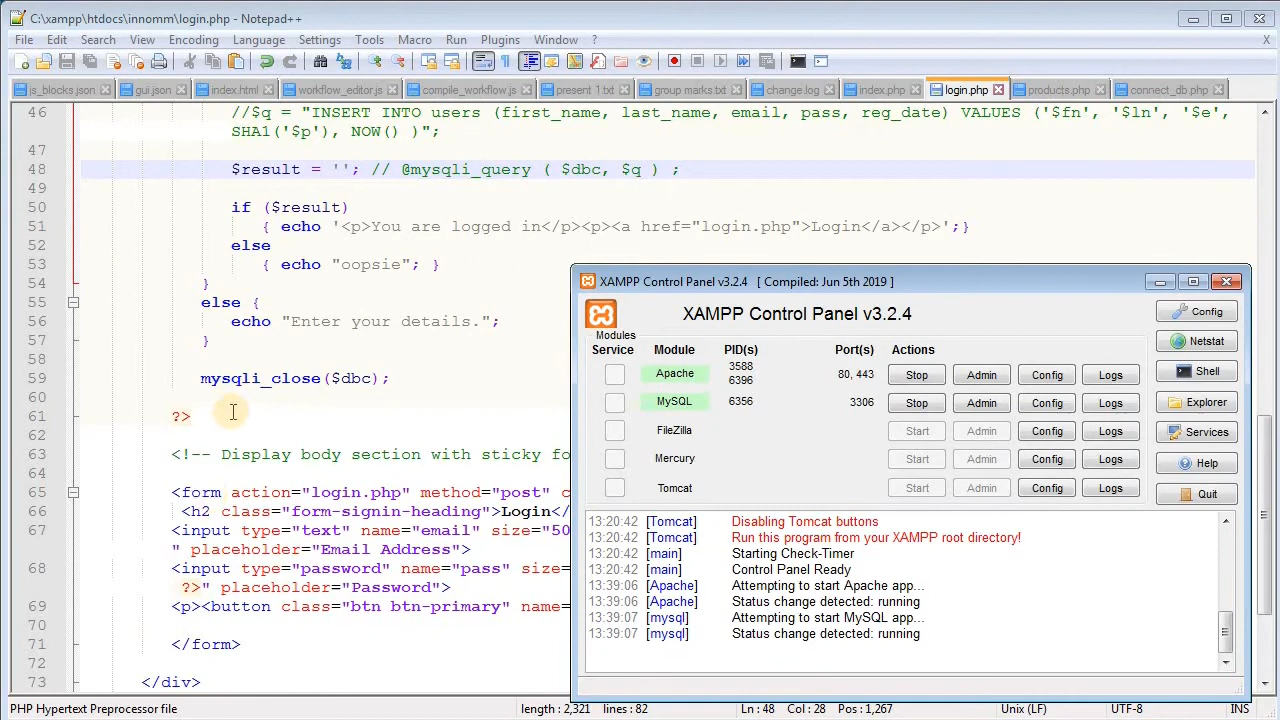 C:\xampp\htdocs\innomm\login.php - Notepad++
File Edit Search View Encoding Language Settings Tools Macro Run Plugins Window ? X
js_blocks.json gui.json index.html workflow_editor.js compile_workflow.js present 1.txt group marks.txt change.log index.php login.php products.php connect_db.php
46 //$q = "INSERT INTO users (first_name, last_name, email, pass, reg_date) VALUES ('$fn', '$ln', '$e',
SHA1('$p'), NOW() )";
47
48 $result = ''; // @mysqli_query ( $dbc, $q ) ;
49
50 if ($result)
51 { echo '<p>You are logged in</p><p><a href="login.php">Login</a></p>';}
52 else
53 { echo "oopsie"; }
54 }
55 else {
56 echo "Enter your details.";
57 }
58
59 mysqli_close($dbc);
60
61 ?>
62
63 <!-- Display body section with sticky fo
64
65 <form action="login.php" method="post" c
66 <h2 class="form-signin-heading">Login</
67 <input type="text" name="email" size="50
" placeholder="Email Address">
68 <input type="password" name="pass" size=
?>" placeholder="Password">
69 <p><button class="btn btn-primary" name=
70
71 </form>
72
73 </div>
XAMPP Control Panel v3.2.4 [ Compiled: Jun 5th 2019 ]
XAMPP Control Panel v3.2.4
Config
Modules
Service Module PID(s) Port(s) Actions
Netstat
Apache 3588
6396 80, 443 Stop Admin Config Logs
Shell
MySQL 6356 3306 Stop Admin Config Logs
Explorer
FileZilla Start Admin Config Logs
Services
Mercury Start Admin Config Logs
Help
Tomcat Start Admin Config Logs
Quit
13:20:42 [Tomcat] Disabling Tomcat buttons
13:20:42 [Tomcat] Run this program from your XAMPP root directory!
13:20:42 [main] Starting Check-Timer
13:20:42 [main] Control Panel Ready
13:39:06 [Apache] Attempting to start Apache app...
13:39:06 [Apache] Status change detected: running
13:39:07 [mysql] Attempting to start MySQL app...
13:39:07 [mysql] Status change detected: running
PHP Hypertext Preprocessor file length : 2,321 lines : 82 Ln : 48 Col : 28 Pos : 1,267 Unix (LF) UTF-8 INS